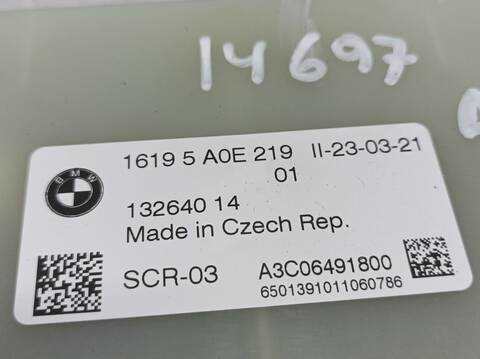 14697
BMW
1619 5 A0E 219 II-23-03-21
01
132640 14
Made in Czech Rep.
SCR-03 A3C06491800
6501391011060786